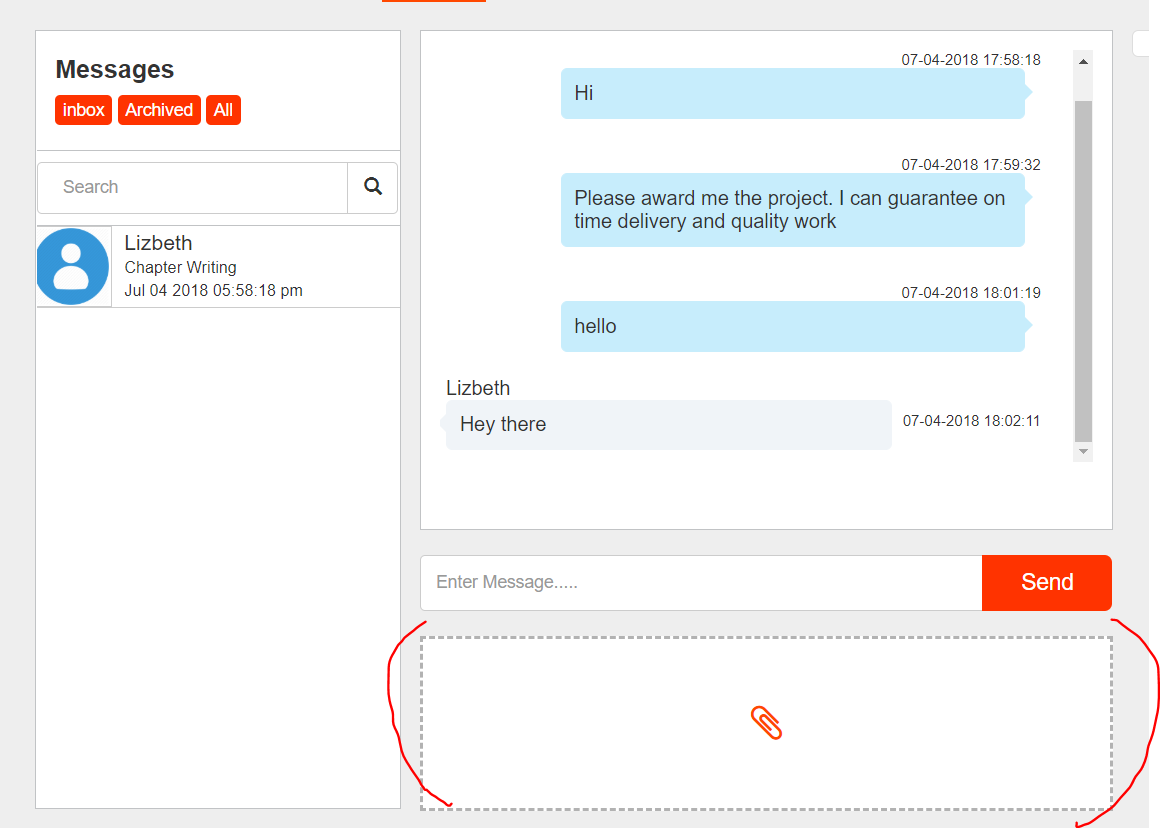 Messages
inbox Archived All
Search
Lizbeth
Chapter Writing
Jul 04 2018 05:58:18 pm
07-04-2018 17:58:18
Hi
07-04-2018 17:59:32
Please award me the project. I can guarantee on
time delivery and quality work
07-04-2018 18:01:19
hello
Lizbeth
Hey there
07-04-2018 18:02:11
Enter Message.....
Send